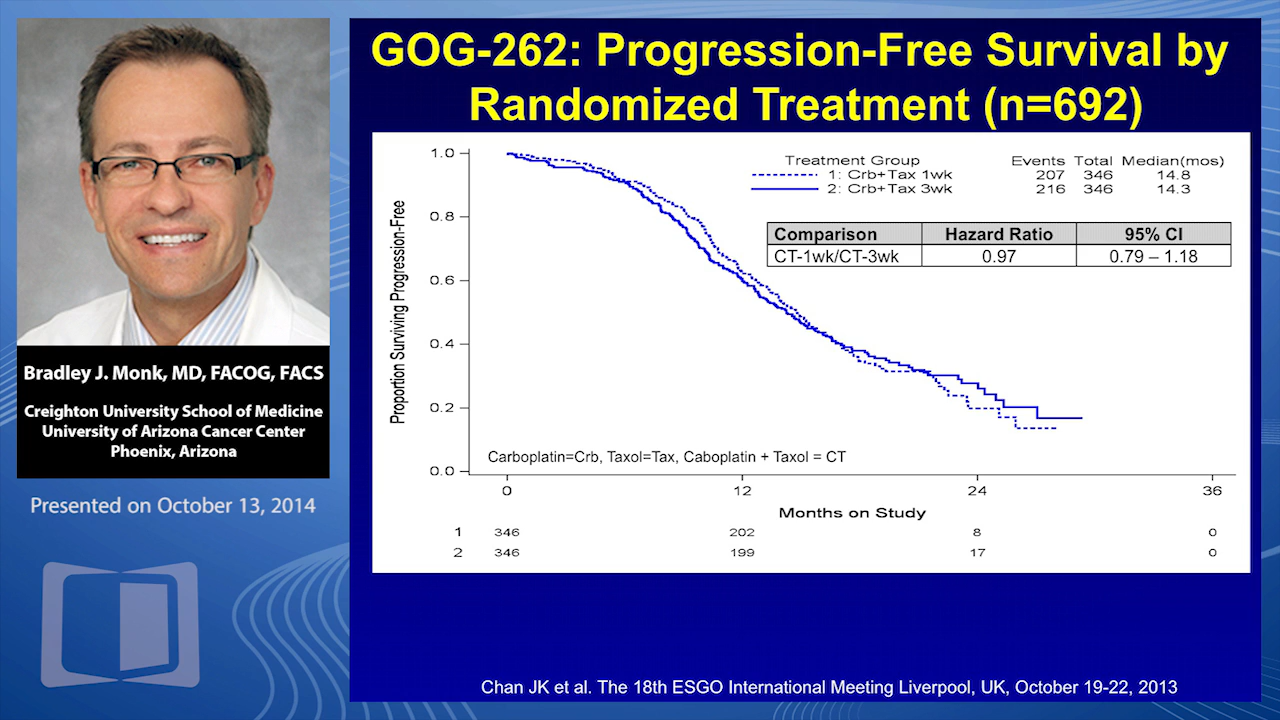 GOG-262: Progression-Free Survival by
Randomized Treatment (n=692)
Treatment Group Events Total Median(mos)
1: Crb+Tax 1wk 207 346 14.8
2: Crb+Tax 3wk 216 346 14.3
Comparison Hazard Ratio 95% CI
CT-1wk/CT-3wk 0.97 0.79 – 1.18
Proportion Surviving Progression-Free
1.0
0.8
0.6
0.4
0.2
0.0
Carboplatin=Crb, Taxol=Tax, Caboplatin + Taxol = CT
0 12 24 36
Months on Study
1 346 202 8 0
2 346 199 17 0
Chan JK et al. The 18th ESGO International Meeting Liverpool, UK, October 19-22, 2013
Bradley J. Monk, MD, FACOG, FACS
Creighton University School of Medicine
University of Arizona Cancer Center
Phoenix, Arizona
Presented on October 13, 2014